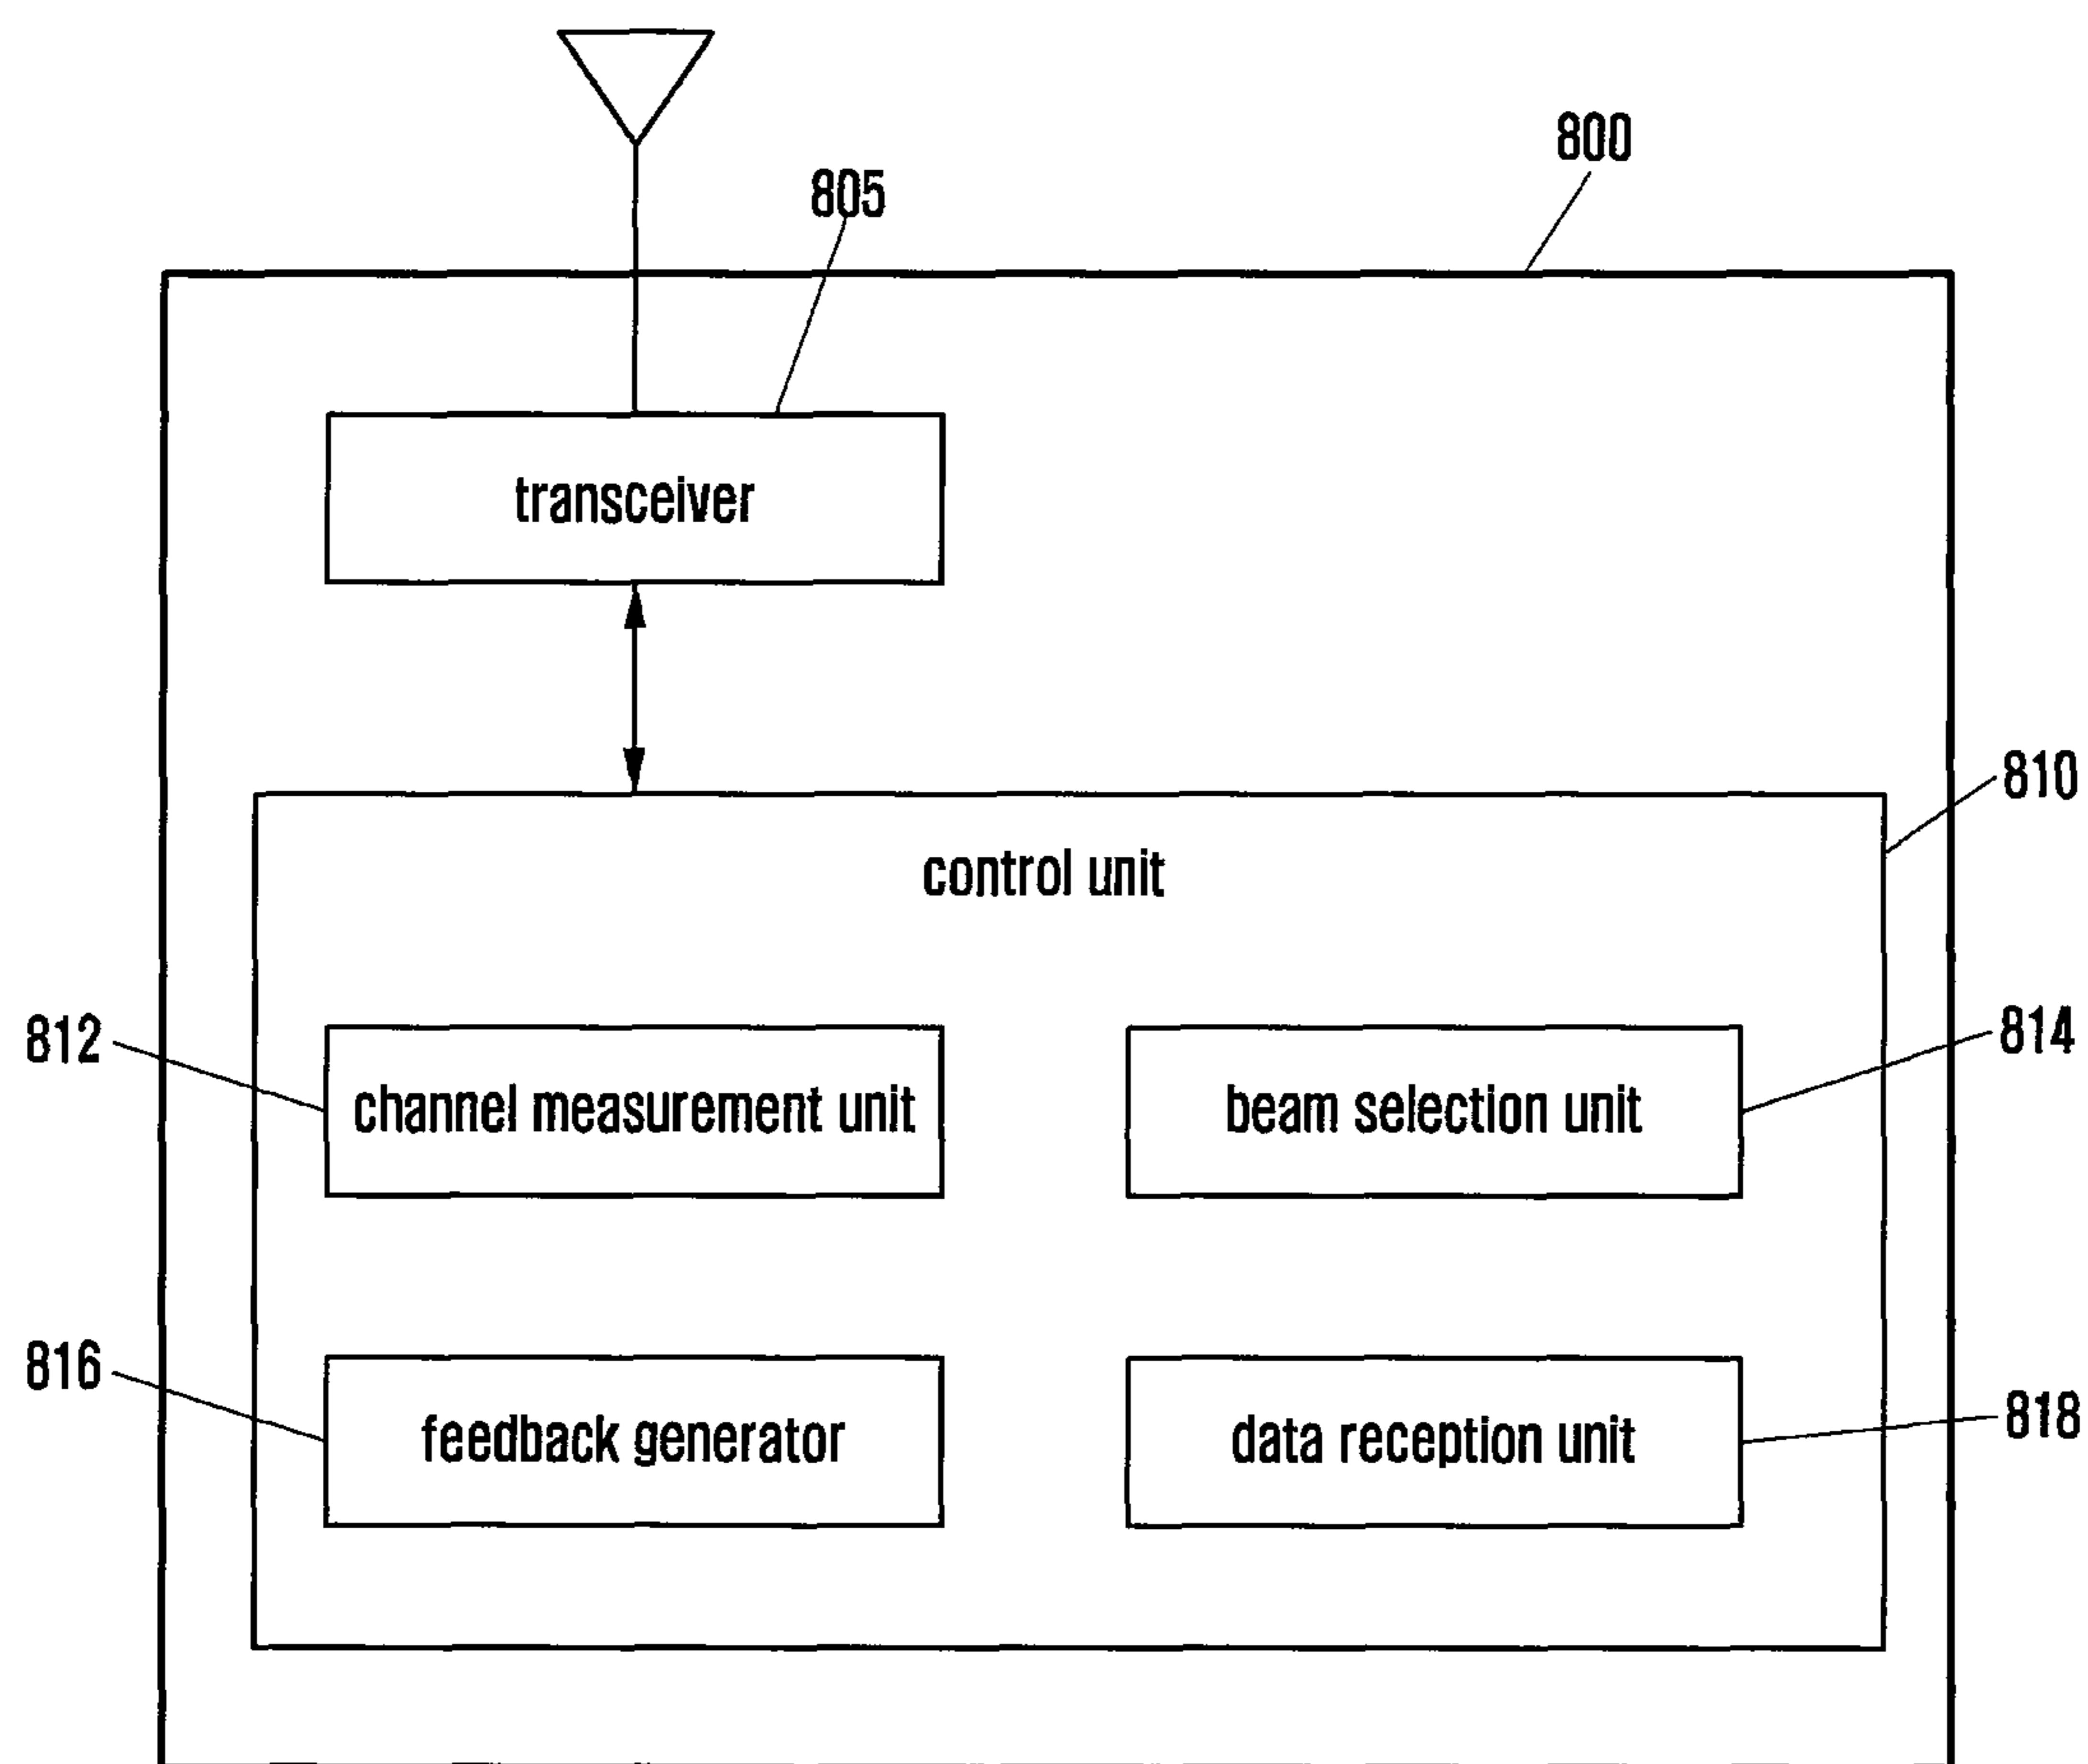 800
805
transceiver
810
control unit
812
814
channel measurement unit
beam selection unit
816
818
feedback generator
data reception unit